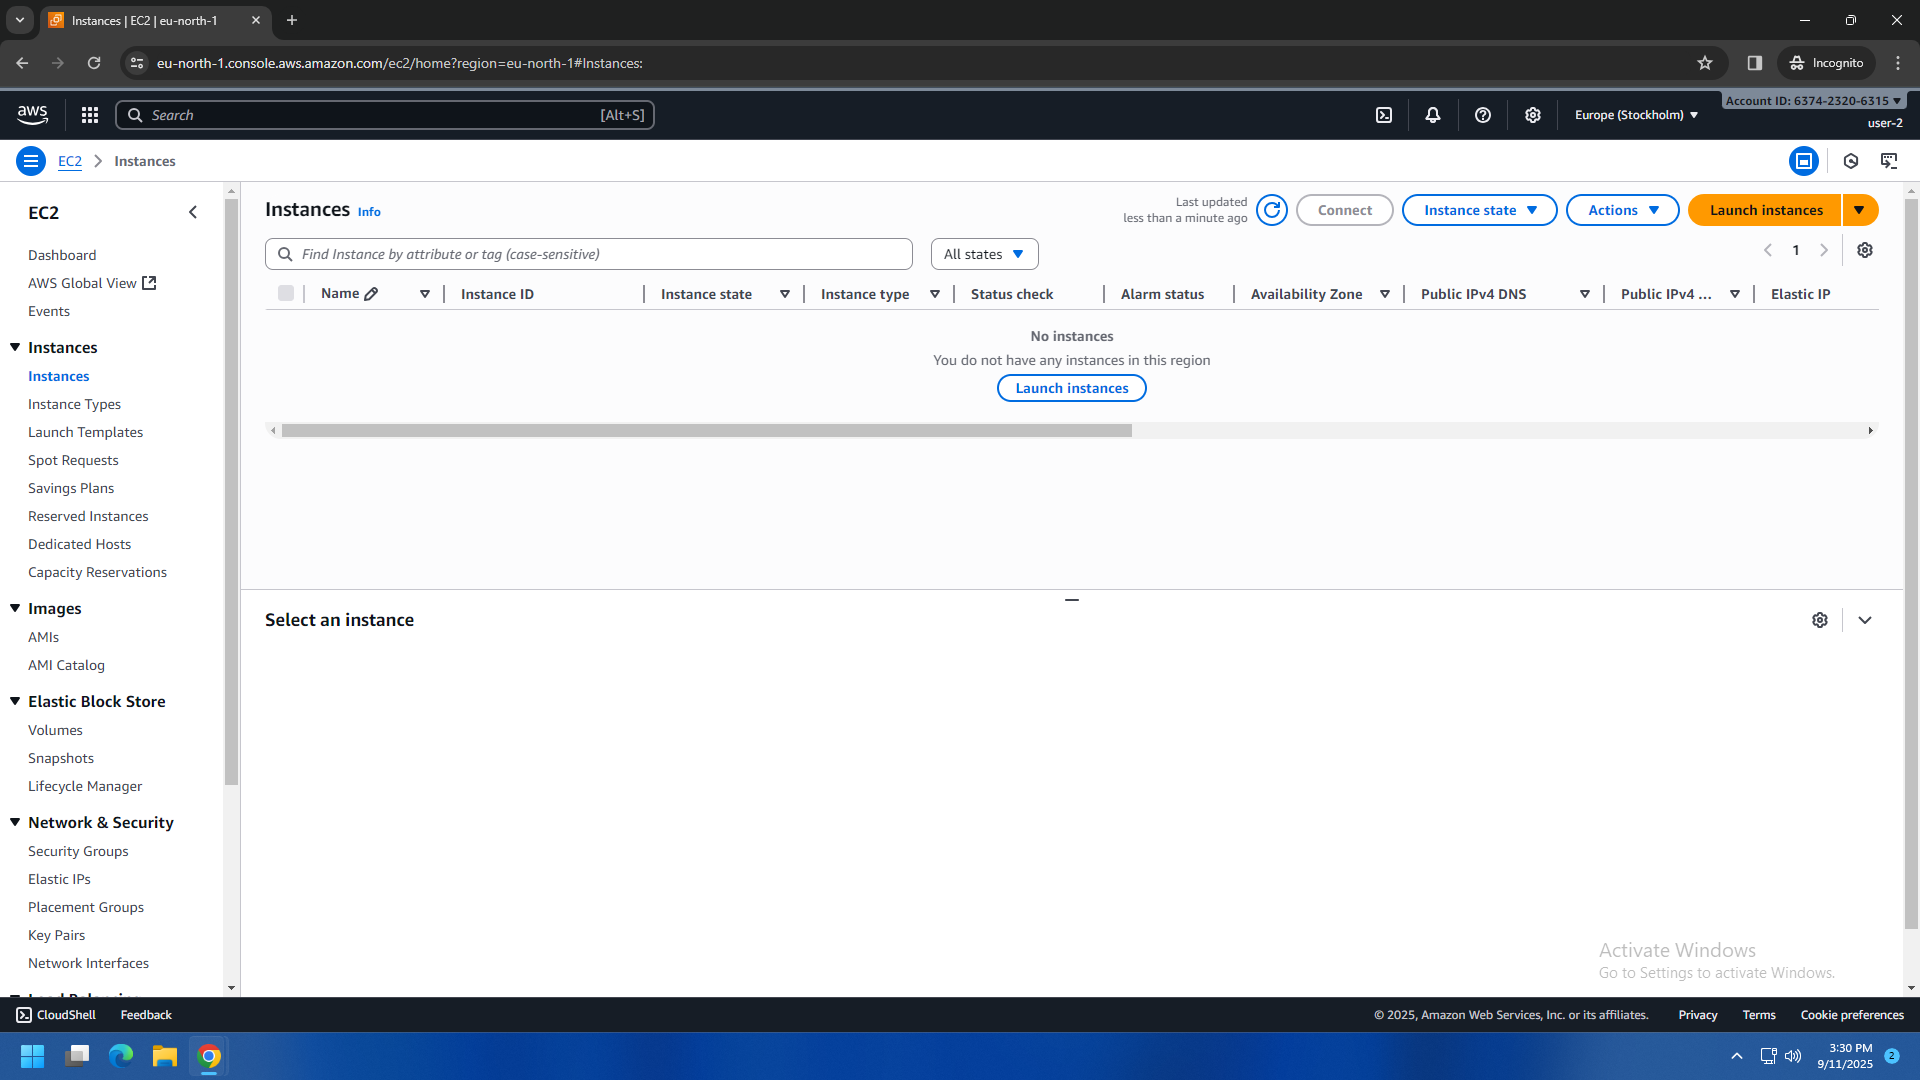 Instances | EC2 | eu-north-1
eu-north-1.console.aws.amazon.com/ec2/home?region=eu-north-1#Instances:
Incognito
aws
Search
[Alt+S]
Europe (Stockholm)
Account ID: 6374-2320-6315
user-2
EC2
Instances
EC2
Dashboard
AWS Global View
Events
Instances
Instances
Instance Types
Launch Templates
Spot Requests
Savings Plans
Reserved Instances
Dedicated Hosts
Capacity Reservations
Images
AMIs
AMI Catalog
Elastic Block Store
Volumes
Snapshots
Lifecycle Manager
Network & Security
Security Groups
Elastic IPs
Placement Groups
Key Pairs
Network Interfaces
Instances
Info
Last updated
less than a minute ago
Connect
Instance state
Actions
Launch instances
Find Instance by attribute or tag (case-sensitive)
All states
1
Name
Instance ID
Instance state
Instance type
Status check
Alarm status
Availability Zone
Public IPv4 DNS
Public IPv4 ...
Elastic IP
No instances
You do not have any instances in this region
Launch instances
Select an instance
Activate Windows
Go to Settings to activate Windows.
CloudShell
Feedback
© 2025, Amazon Web Services, Inc. or its affiliates.
Privacy
Terms
Cookie preferences
3:30 PM
9/11/2025
2